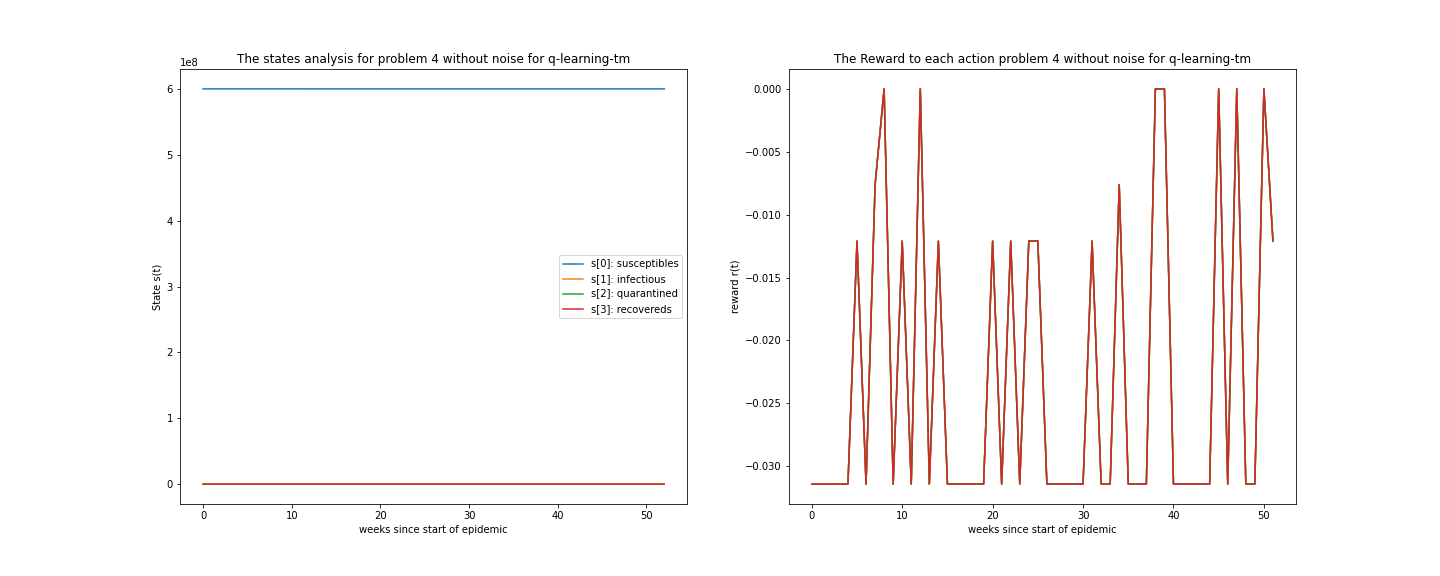 The states analysis for problem 4 without noise for q-learning-tm
1e8
6
5
4
3
2
1
0
State s(t)
s[0]: susceptibles
s[1]: infectious
s[2]: quarantined
s[3]: recovereds
0 10 20 30 40 50
weeks since start of epidemic
The Reward to each action problem 4 without noise for q-learning-tm
0.000
−0.005
−0.010
−0.015
−0.020
−0.025
−0.030
reward r(t)
0 10 20 30 40 50
weeks since start of epidemic